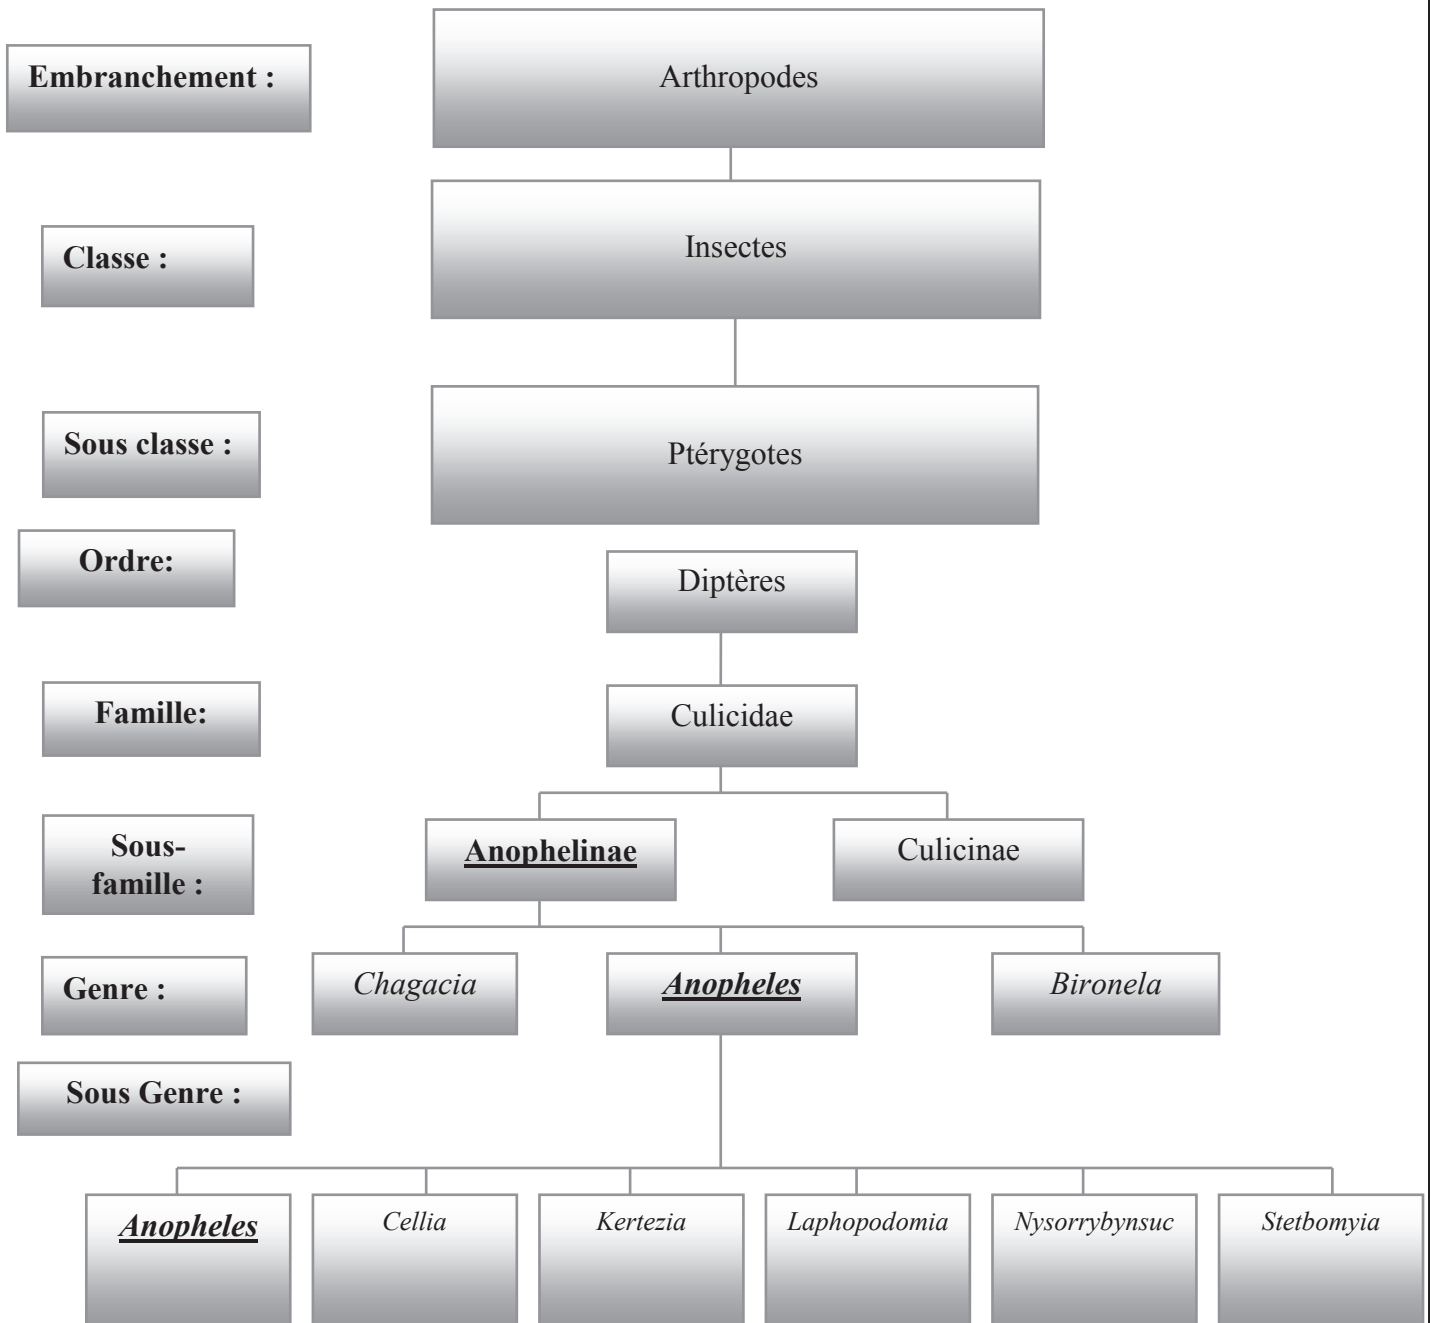 Embranchement :
Arthropodes
Classe :
Insectes
Sous classe :
Ptérygotes
Ordre:
Diptères
Famille:
Culicidae
Sous-
famille :
Anophelinae
Culicinae
Genre :
Chagacia
Anopheles
Bironela
Sous Genre :
Anopheles
Cellia
Kertezia
Laphopodomia
Nysorrybynsuc
Stetbomyia